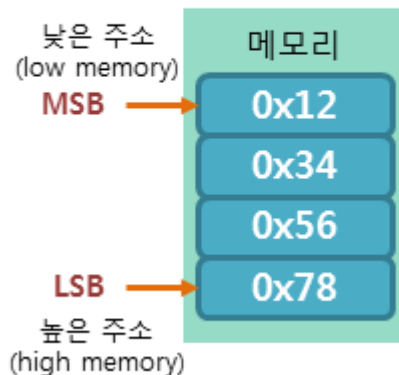 낮은 주소
(low memory)
메모리
MSB
0x12
0x34
0x56
LSB
0x78
높은 주소
(high memory)